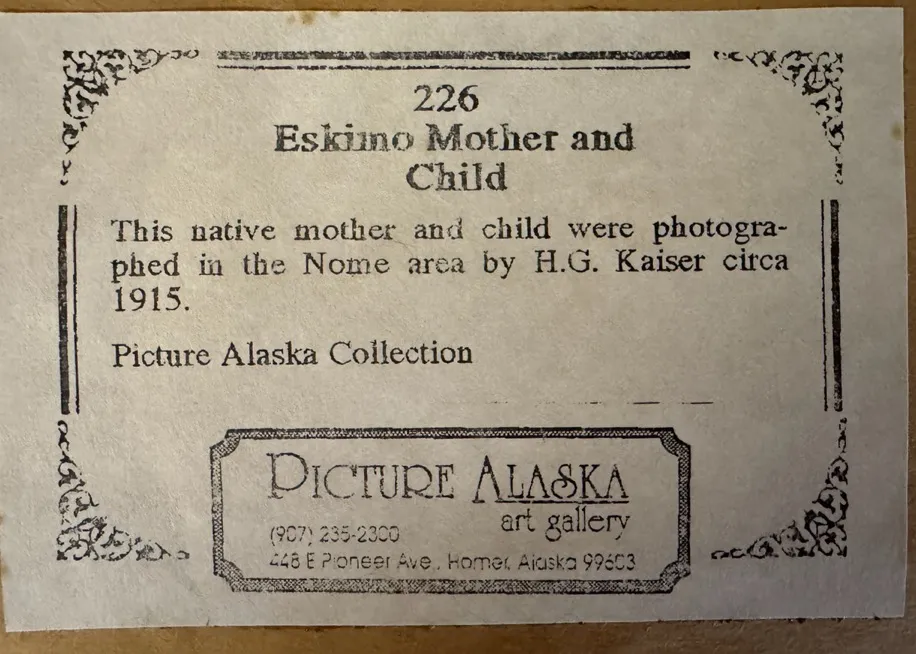 226
Eskimo Mother and
Child
This native mother and child were photogra-
phed in the Nome area by H.G. Kaiser circa
1915.
Picture Alaska Collection
PICTURE ALASKA
art gallery
(907) 235-2300
448 E Pioneer Ave., Homer, Alaska 99603